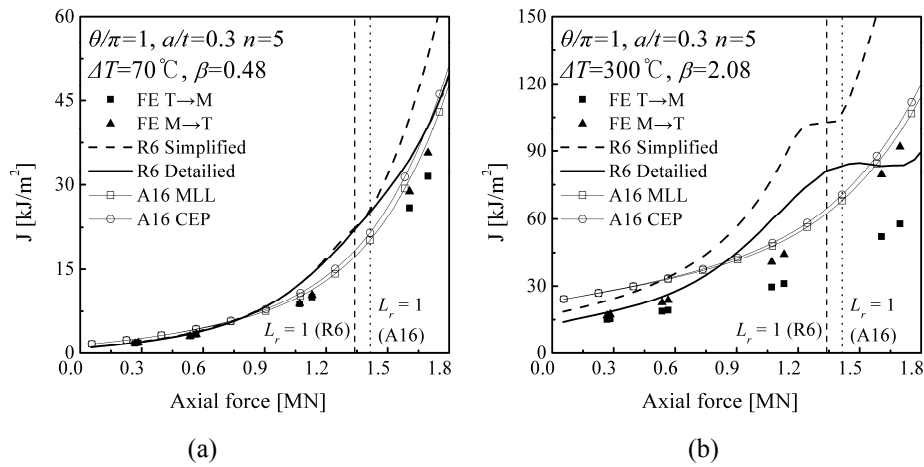 J [kJ/m²]
60
45
30
15
0
θ/π=1, a/t=0.3 n=5
ΔT=70℃, β=0.48
FE T→M
FE M→T
R6 Simplified
R6 Detailied
A16 MLL
A16 CEP
L_r = 1 (R6)
L_r = 1
(A16)
0.0 0.3 0.6 0.9 1.2 1.5 1.8
Axial force [MN]
(a)
J [kJ/m²]
150
120
90
60
30
0
θ/π=1, a/t=0.3 n=5
ΔT=300℃, β=2.08
FE T→M
FE M→T
R6 Simplified
R6 Detailied
A16 MLL
A16 CEP
L_r = 1 (R6)
L_r = 1
(A16)
0.0 0.3 0.6 0.9 1.2 1.5 1.8
Axial force [MN]
(b)